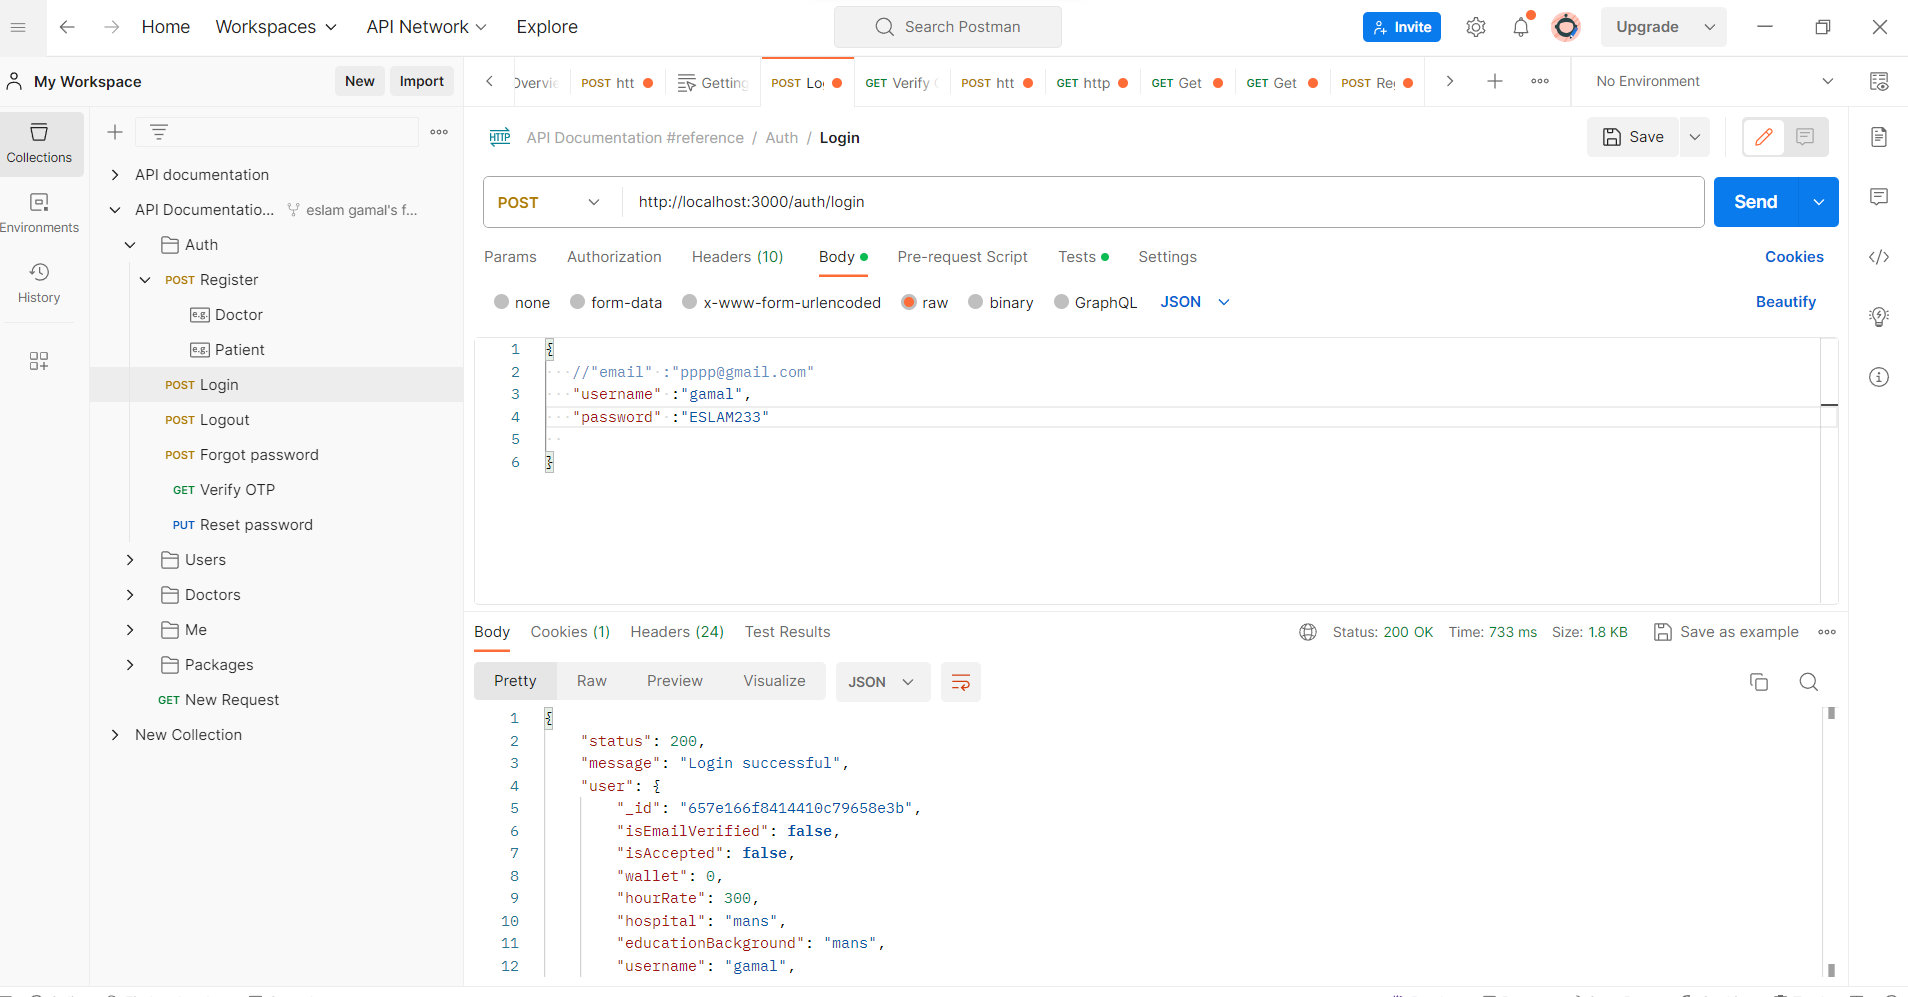 Home Workspaces API Network Explore Search Postman Invite Upgrade
My Workspace New Import
Overvie POST htt Getting POST Lo GET Verify POST htt GET http GET Get GET Get POST Re No Environment
Collections
Environments
History
API documentation
API Documentatio... eslam gamal's f...
Auth
POST Register
e.g. Doctor
e.g. Patient
POST Login
POST Logout
POST Forgot password
GET Verify OTP
PUT Reset password
Users
Doctors
Me
Packages
GET New Request
New Collection
HTTP API Documentation #reference / Auth / Login Save
POST http://localhost:3000/auth/login Send
Params Authorization Headers (10) Body Pre-request Script Tests Settings Cookies
none form-data x-www-form-urlencoded raw binary GraphQL JSON Beautify
1 {
2 //"email" :"pppp@gmail.com"
3 "username" :"gamal",
4 "password" :"ESLAM233"
5
6 }
Body Cookies (1) Headers (24) Test Results Status: 200 OK Time: 733 ms Size: 1.8 KB Save as example
Pretty Raw Preview Visualize JSON
1 {
2 "status": 200,
3 "message": "Login successful",
4 "user": {
5 "_id": "657e166f8414410c79658e3b",
6 "isEmailVerified": false,
7 "isAccepted": false,
8 "wallet": 0,
9 "hourRate": 300,
10 "hospital": "mans",
11 "educationBackground": "mans",
12 "username": "gamal",